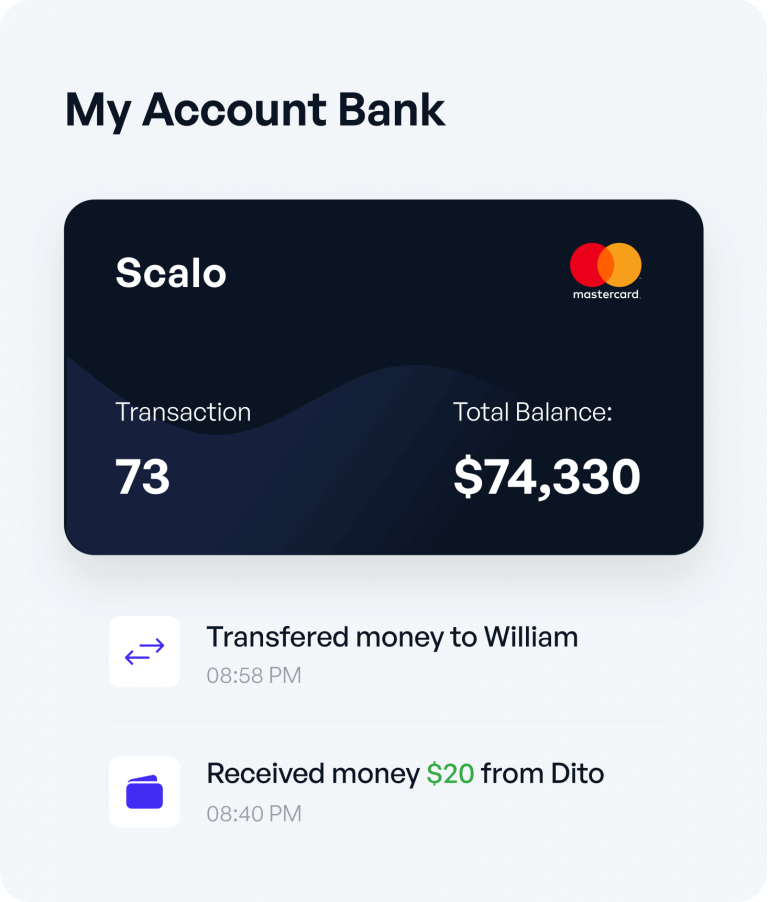 My Account Bank
Scalo
mastercard
Transaction
Total Balance:
73
$74,330
Transfered money to William
08:58 PM
Received money $20 from Dito
08:40 PM